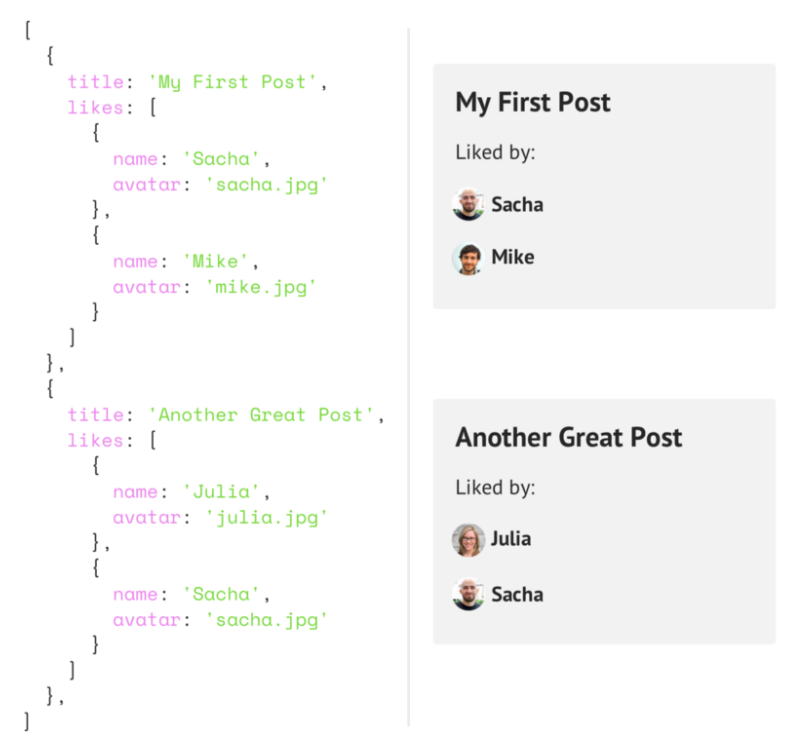 [
{
title: 'My First Post',
likes: [
{
name: 'Sacha',
avatar: 'sacha.jpg'
},
{
name: 'Mike',
avatar: 'mike.jpg'
}
]
},
{
title: 'Another Great Post',
likes: [
{
name: 'Julia',
avatar: 'julia.jpg'
},
{
name: 'Sacha',
avatar: 'sacha.jpg'
}
]
},
]
My First Post
Liked by:
Sacha
Mike
Another Great Post
Liked by:
Julia
Sacha